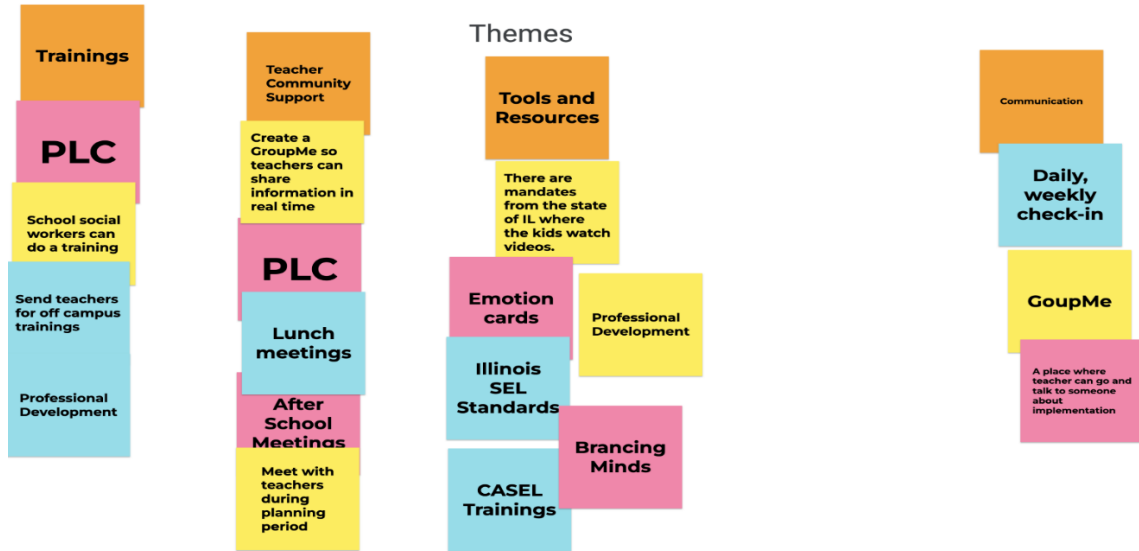 Themes
Trainings
PLC
School social
workers can
do a training
Send teachers
for off campus
trainings
Professional
Development
Teacher
Community
Support
Create a
GroupMe so
teachers can
share
information in
real time
PLC
Lunch
meetings
After
School
Meetings
Meet with
teachers
during
planning
period
Tools and
Resources
There are
mandates
from the state
of IL where
the kids watch
videos.
Emotion
cards
Professional
Development
Illinois
SEL
Standards
Brancing
Minds
CASEL
Trainings
Communication
Daily,
weekly
check-in
GoupMe
A place where
teacher can go and
talk to someone
about
implementation